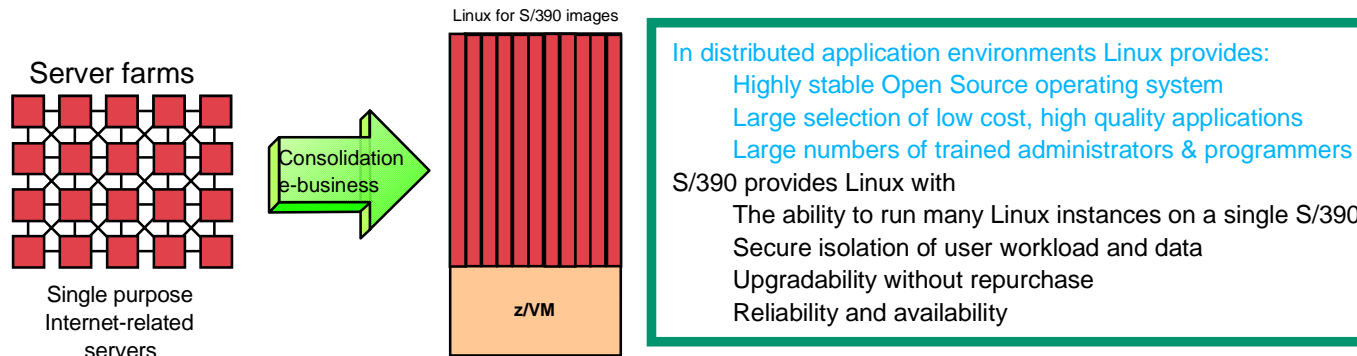 Linux for S/390 images
Server farms
Consolidation
e-business
z/VM
Single purpose
Internet-related
servers
In distributed application environments Linux provides:
Highly stable Open Source operating system
Large selection of low cost, high quality applications
Large numbers of trained administrators & programmers
S/390 provides Linux with
The ability to run many Linux instances on a single S/390
Secure isolation of user workload and data
Upgradability without repurchase
Reliability and availability